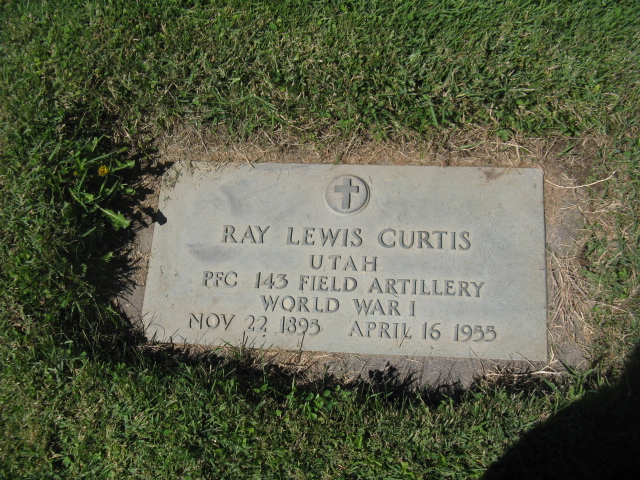 RAY LEWIS CURTIS
UTAH
PFC 143 FIELD ARTILLERY
WORLD WAR I
NOV 22 1895 APRIL 16 1955